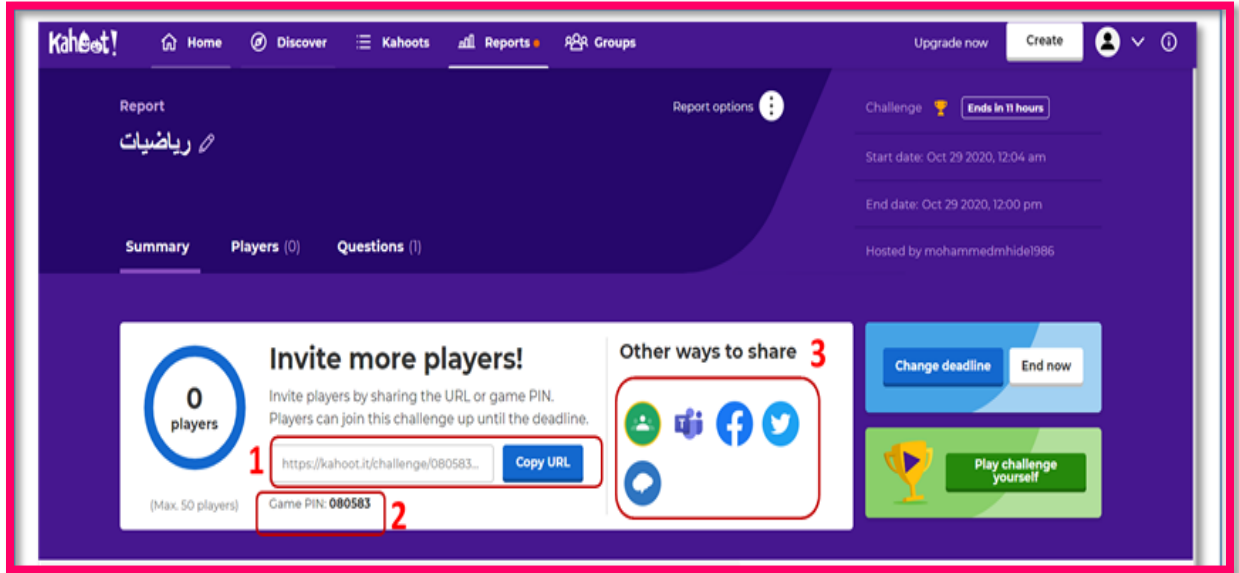 Kahoot!
Home
Discover
Kahoots
Reports
Groups
Upgrade now
Create
Report
Report options
رياضيات
Challenge
Ends in 11 hours
Start date: Oct 29 2020, 12:04 am
End date: Oct 29 2020, 12:00 pm
Hosted by mohammedmhide1986
Summary
Players (0)
Questions (1)
0
players
(Max. 50 players)
Invite more players!
Invite players by sharing the URL or game PIN.
Players can join this challenge up until the deadline.
1
https://kahoot.it/challenge/080583...
Copy URL
Game PIN: 080583
2
Other ways to share
3
Change deadline
End now
Play challenge
yourself